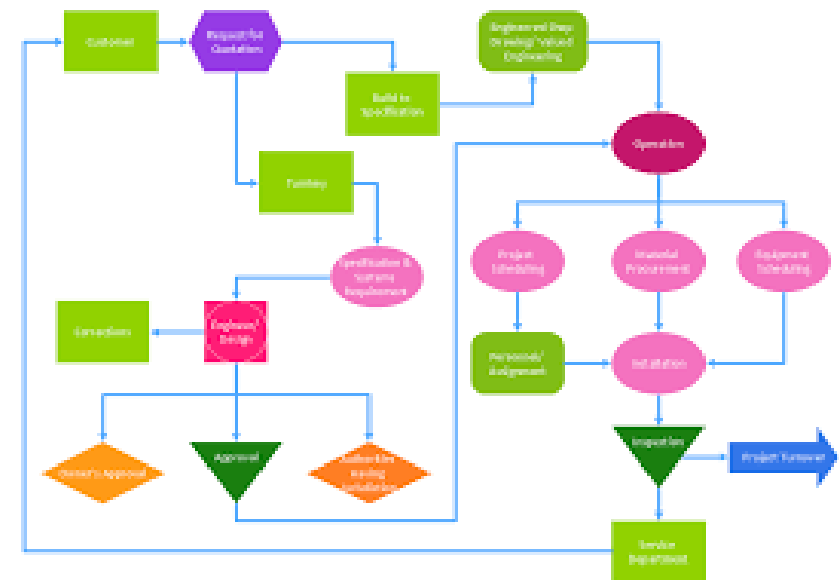 Customer
Request for
Quotation
Engineered Shop
Drawing/Valued
Engineering
Build to
Specification
Operation
Turnkey
Specification &
Systems
Requirement
Project
Scheduling
Material
Procurement
Equipment
Scheduling
Corrections
Engineer/
Design
Personnel/
Assignment
Installation
Owner's Approval
Approval
Authorities
Having
Jurisdiction
Inspection
Project Turnover
Service
Department